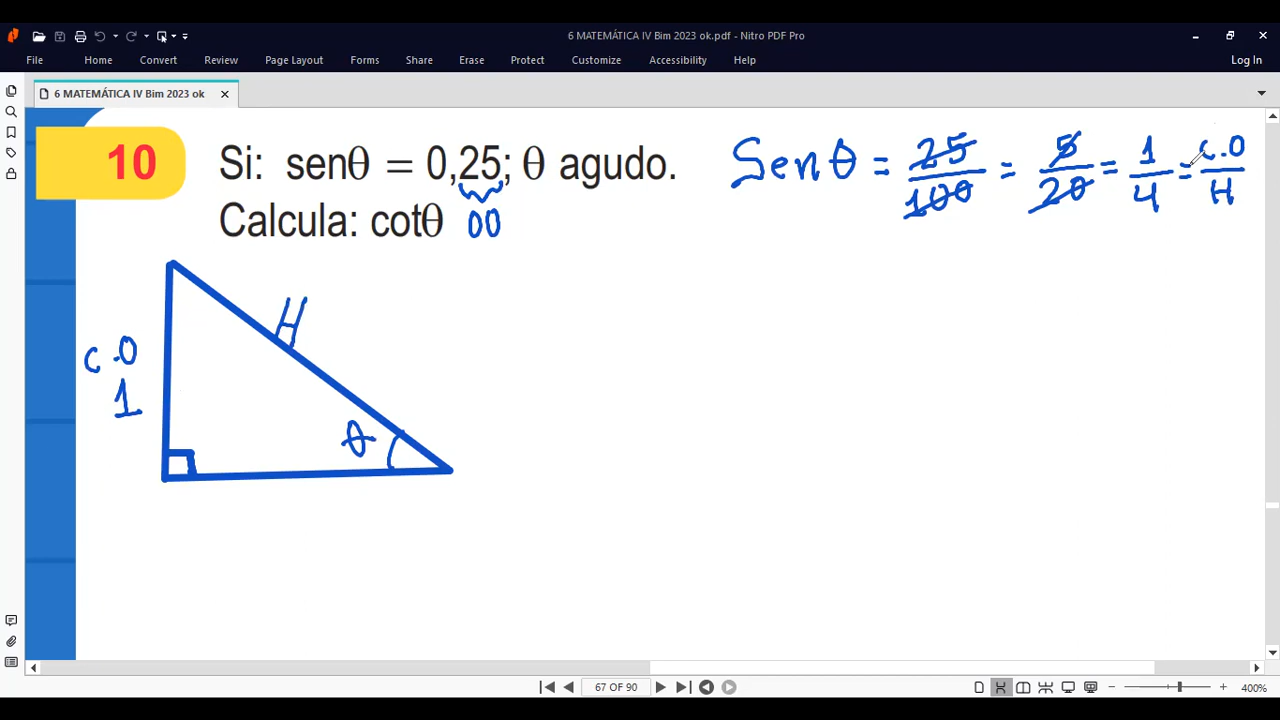 6 MATEMÁTICA IV Bim 2023 ok.pdf - Nitro PDF Pro
File Home Convert Review Page Layout Forms Share Erase Protect Customize Accessibility Help Log In
6 MATEMÁTICA IV Bim 2023 ok
10 Si: senθ = 0,25; θ agudo.
Calcula: cotθ
00
Sen θ = 25/100 = 5/20 = 1/4 = c.O/H
H
c.O
1
θ
67 OF 90
400%